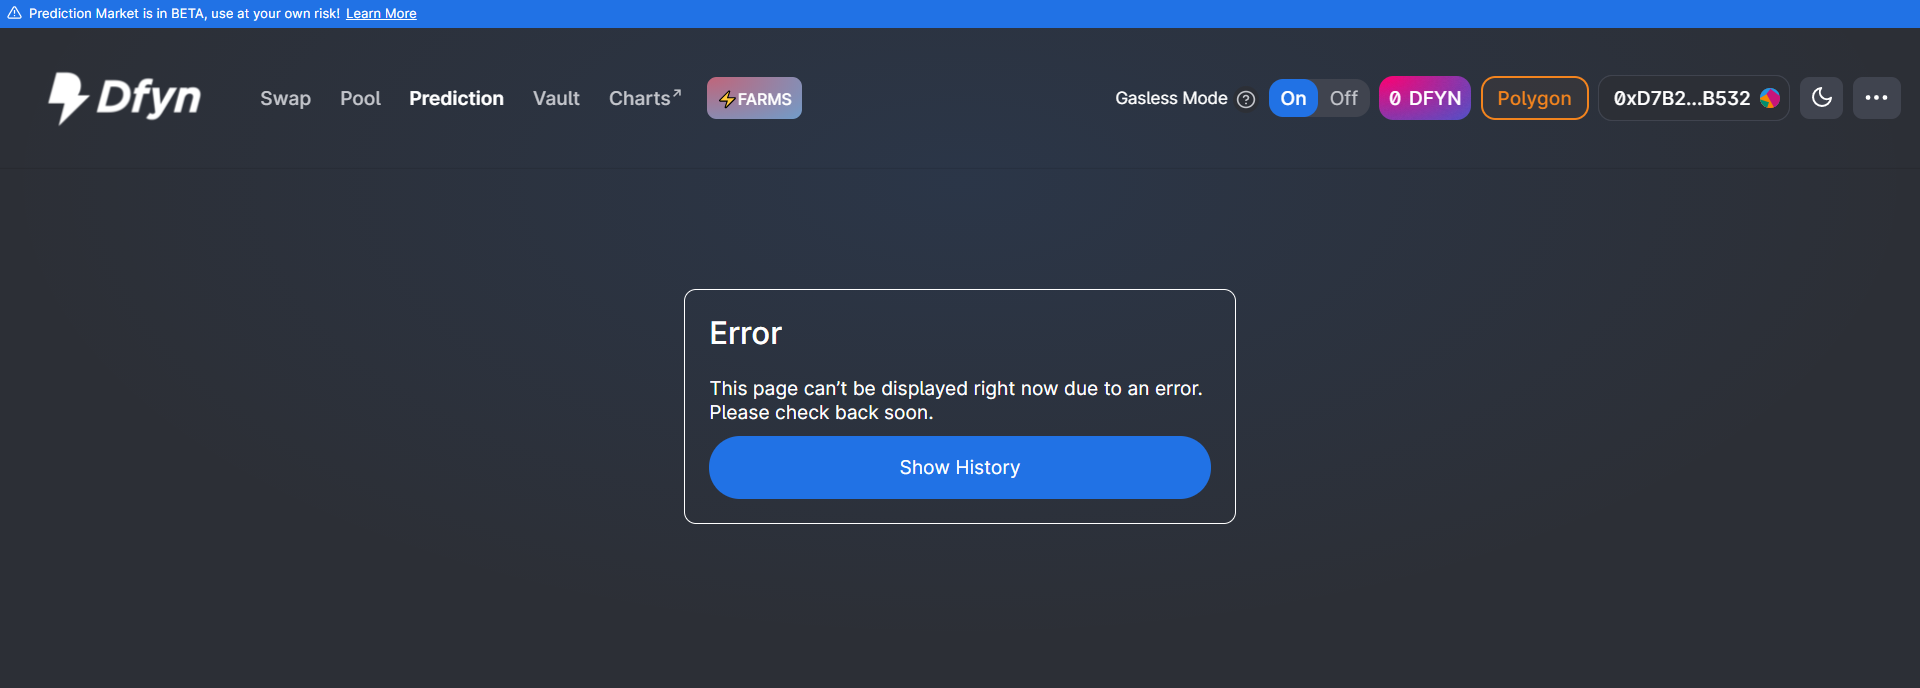 Prediction Market is in BETA, use at your own risk! Learn More
Dfyn
Swap Pool Prediction Vault Charts↗ ⚡FARMS Gasless Mode ? On Off 0 DFYN Polygon 0xD7B2...B532
Error
This page can’t be displayed right now due to an error.
Please check back soon.
Show History